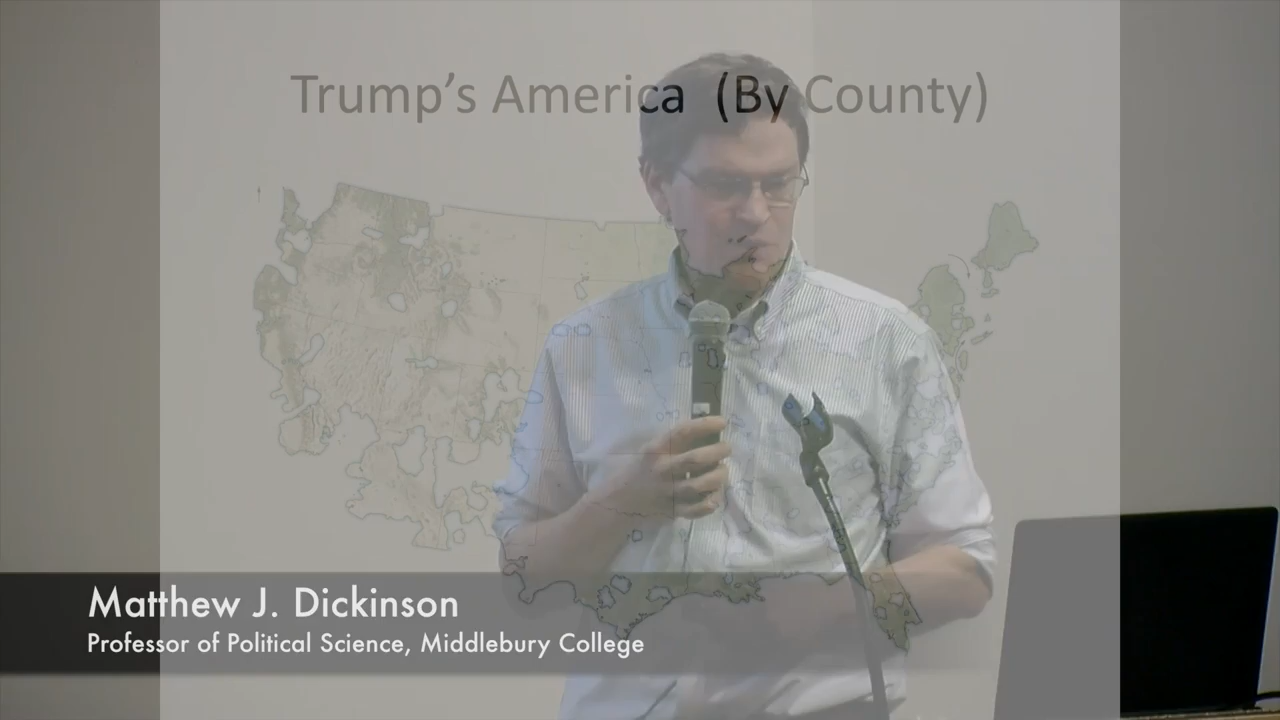 Trump's America (By County)
Matthew J. Dickinson
Professor of Political Science, Middlebury College